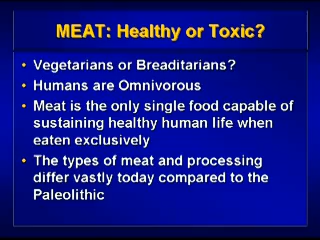 MEAT: Healthy or Toxic?
• Vegetarians or Breaditarians?
• Humans are Omnivorous
• Meat is the only single food capable of
sustaining healthy human life when
eaten exclusively
• The types of meat and processing
differ vastly today compared to the
Paleolithic